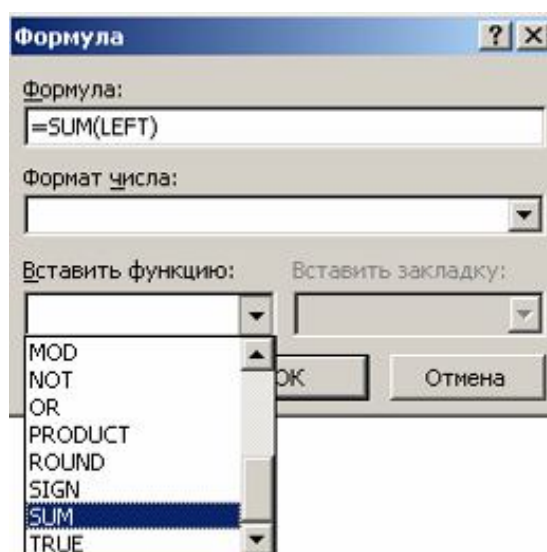 Формула
Формула:
=SUM(LEFT)
Формат числа:
Вставить функцию: Вставить закладку:
MOD
NOT
OR
PRODUCT
ROUND
SIGN
SUM
TRUE
ОК Отмена